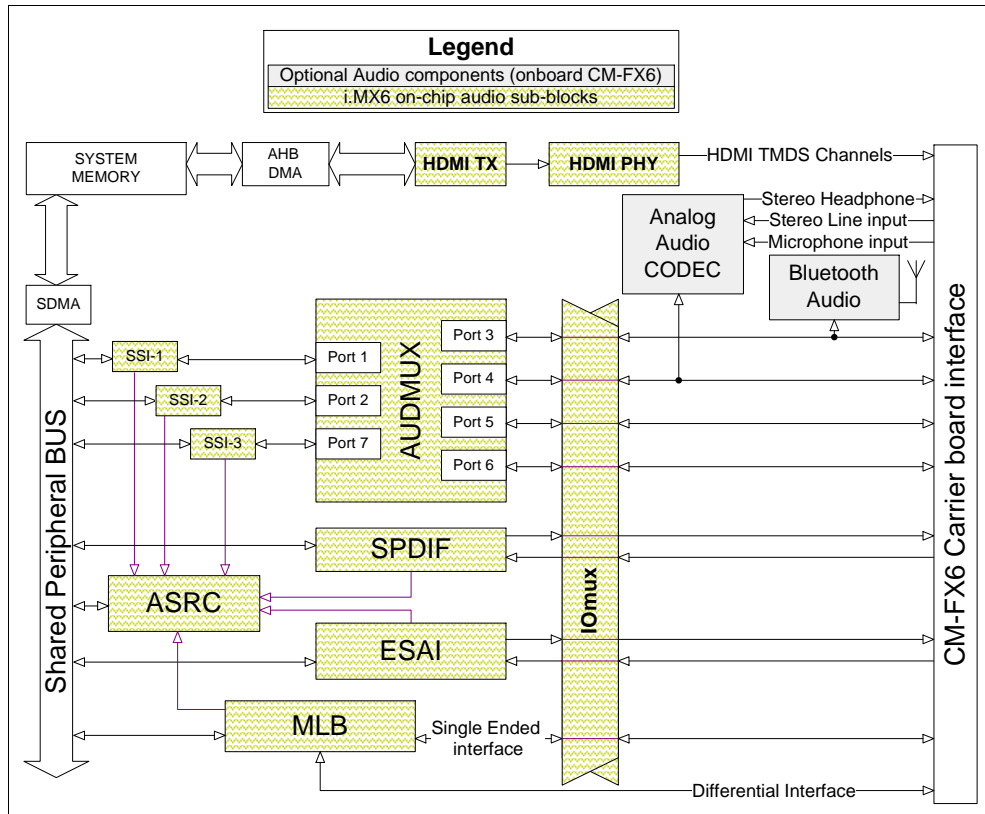 Legend
Optional Audio components (onboard CM-FX6)
i.MX6 on-chip audio sub-blocks
SYSTEM
MEMORY
AHB
DMA
HDMI TX
HDMI PHY
HDMI TMDS Channels
Stereo Headphone
Stereo Line input
Microphone input
Analog
Audio
CODEC
Bluetooth
Audio
SDMA
SSI-1
SSI-2
SSI-3
Port 1
Port 2
Port 7
AUDMUX
Port 3
Port 4
Port 5
Port 6
SPDIF
ASRC
ESAI
MLB
Single Ended
interface
Differential Interface
IOmux
Shared Peripheral BUS
CM-FX6 Carrier board interface